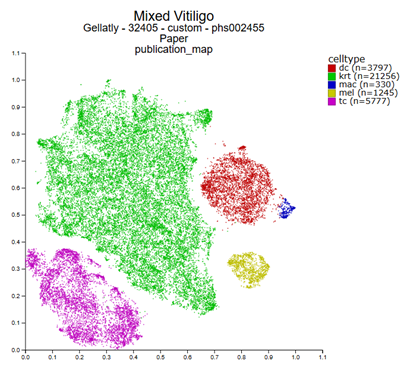 Mixed Vitiligo
Gellatly - 32405 - custom - phs002455
Paper
publication_map
celltype
dc (n=3797)
krt (n=21256)
mac (n=330)
mel (n=1245)
tc (n=5777)
1.1
1.0
0.9
0.8
0.7
0.6
0.5
0.4
0.3
0.2
0.1
0.0
0.0 0.1 0.2 0.3 0.4 0.5 0.6 0.7 0.8 0.9 1.0 1.1